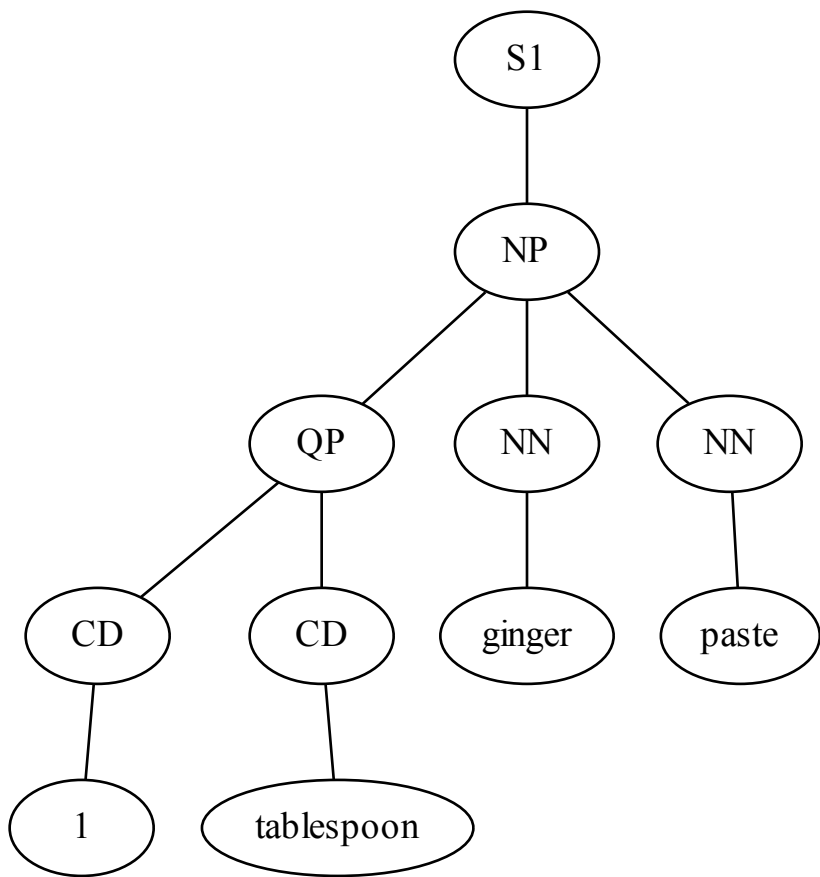 S1
NP
QP NN NN
CD CD ginger paste
1 tablespoon